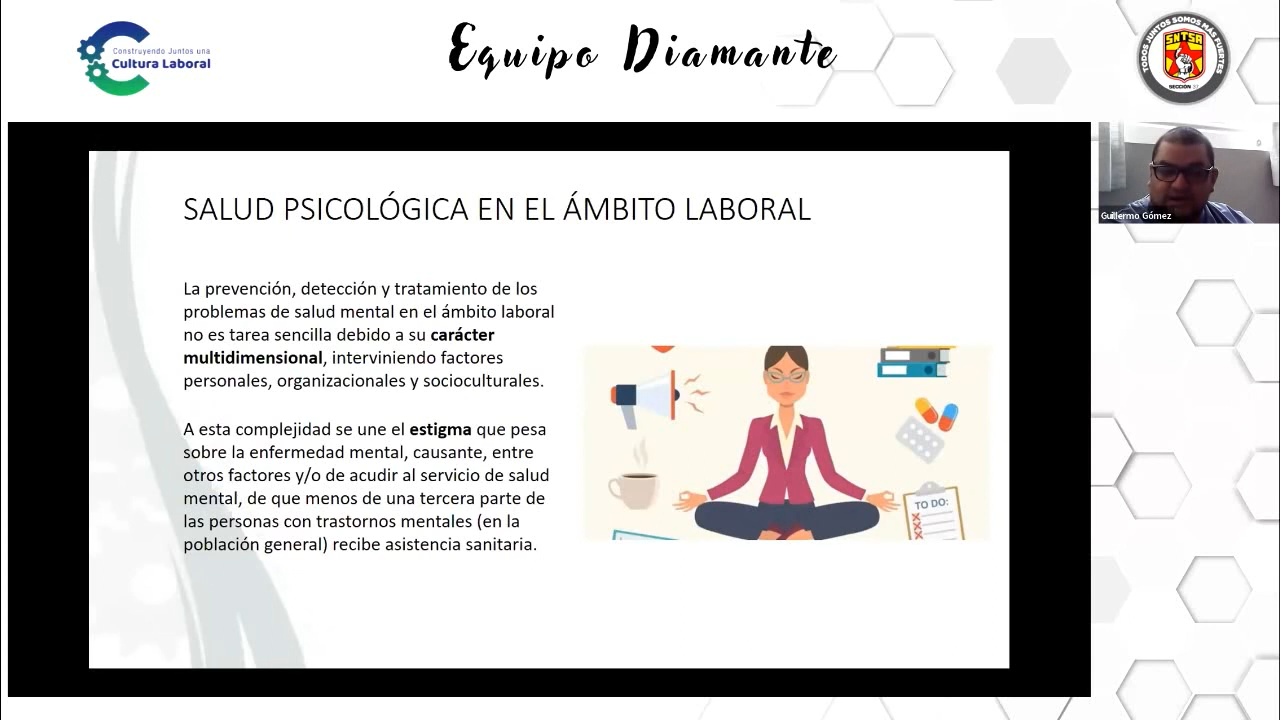 Construyendo Juntos una
Cultura Laboral
Equipo Diamante
TODOS JUNTOS SOMOS MÁS FUERTES
SNTSA
SECCIÓN 37
Guillermo Gómez
SALUD PSICOLÓGICA EN EL ÁMBITO LABORAL
La prevención, detección y tratamiento de los
problemas de salud mental en el ámbito laboral
no es tarea sencilla debido a su carácter
multidimensional, interviniendo factores
personales, organizacionales y socioculturales.
A esta complejidad se une el estigma que pesa
sobre la enfermedad mental, causante, entre
otros factores y/o de acudir al servicio de salud
mental, de que menos de una tercera parte de
las personas con trastornos mentales (en la
población general) recibe asistencia sanitaria.
TO DO: